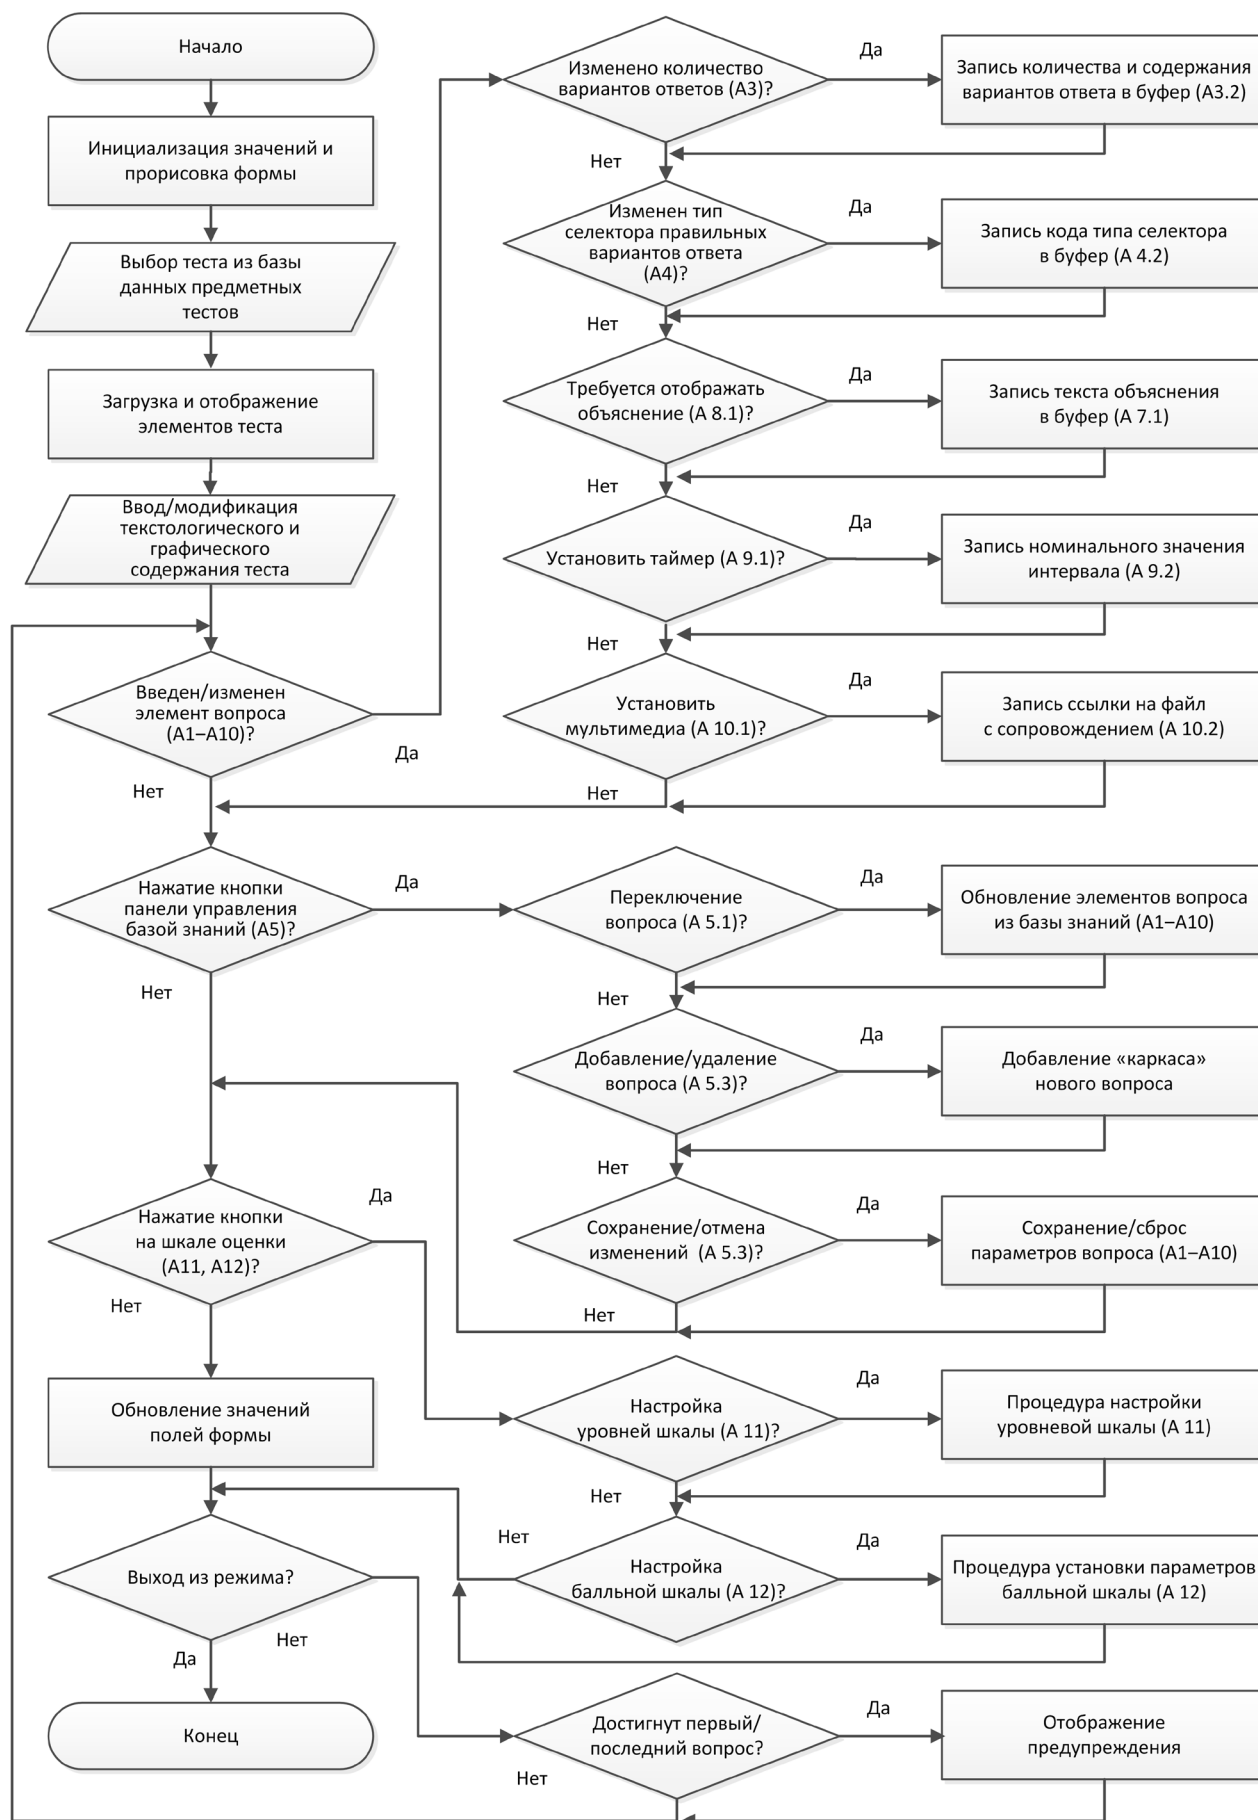 Начало
Инициализация значений и
прорисовка формы
Выбор теста из базы
данных предметных
тестов
Загрузка и отображение
элементов теста
Ввод/модификация
текстологического и
графического
содержания теста
Введен/изменен
элемент вопроса
(А1–А10)?
Да
Нет
Изменено количество
вариантов ответов (А3)?
Да
Запись количества и содержания
вариантов ответа в буфер (А3.2)
Нет
Изменен тип
селектора правильных
вариантов ответа
(А4)?
Да
Запись кода типа селектора
в буфер (А 4.2)
Нет
Требуется отображать
объяснение (А 8.1)?
Да
Запись текста объяснения
в буфер (А 7.1)
Нет
Установить таймер (А 9.1)?
Да
Запись номинального значения
интервала (А 9.2)
Нет
Установить
мультимедиа (А 10.1)?
Да
Запись ссылки на файл
с сопровождением (А 10.2)
Нет
Нажатие кнопки
панели управления
базой знаний (А5)?
Да
Нет
Переключение
вопроса (А 5.1)?
Да
Обновление элементов вопроса
из базы знаний (А1–А10)
Нет
Добавление/удаление
вопроса (А 5.3)?
Да
Добавление «каркаса»
нового вопроса
Нет
Сохранение/отмена
изменений (А 5.3)?
Да
Сохранение/сброс
параметров вопроса (А1–А10)
Нет
Нажатие кнопки
на шкале оценки
(А11, А12)?
Да
Нет
Обновление значений
полей формы
Настройка
уровней шкалы (А 11)?
Да
Процедура настройки
уровневой шкалы (А 11)
Нет
Настройка
балльной шкалы (А 12)?
Нет
Да
Процедура установки параметров
балльной шкалы (А 12)
Выход из режима?
Нет
Да
Конец
Достигнут первый/
последний вопрос?
Да
Отображение
предупреждения
Нет